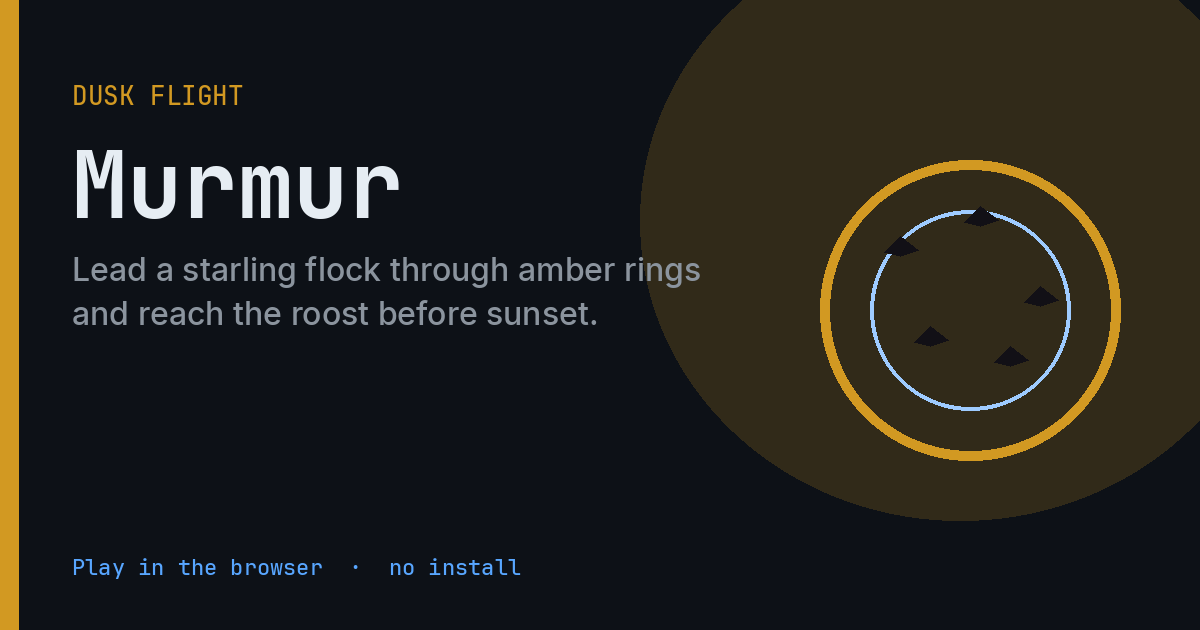 DUSK FLIGHT
Murmur
Lead a starling flock through amber rings
and reach the roost before sunset.
Play in the browser · no install